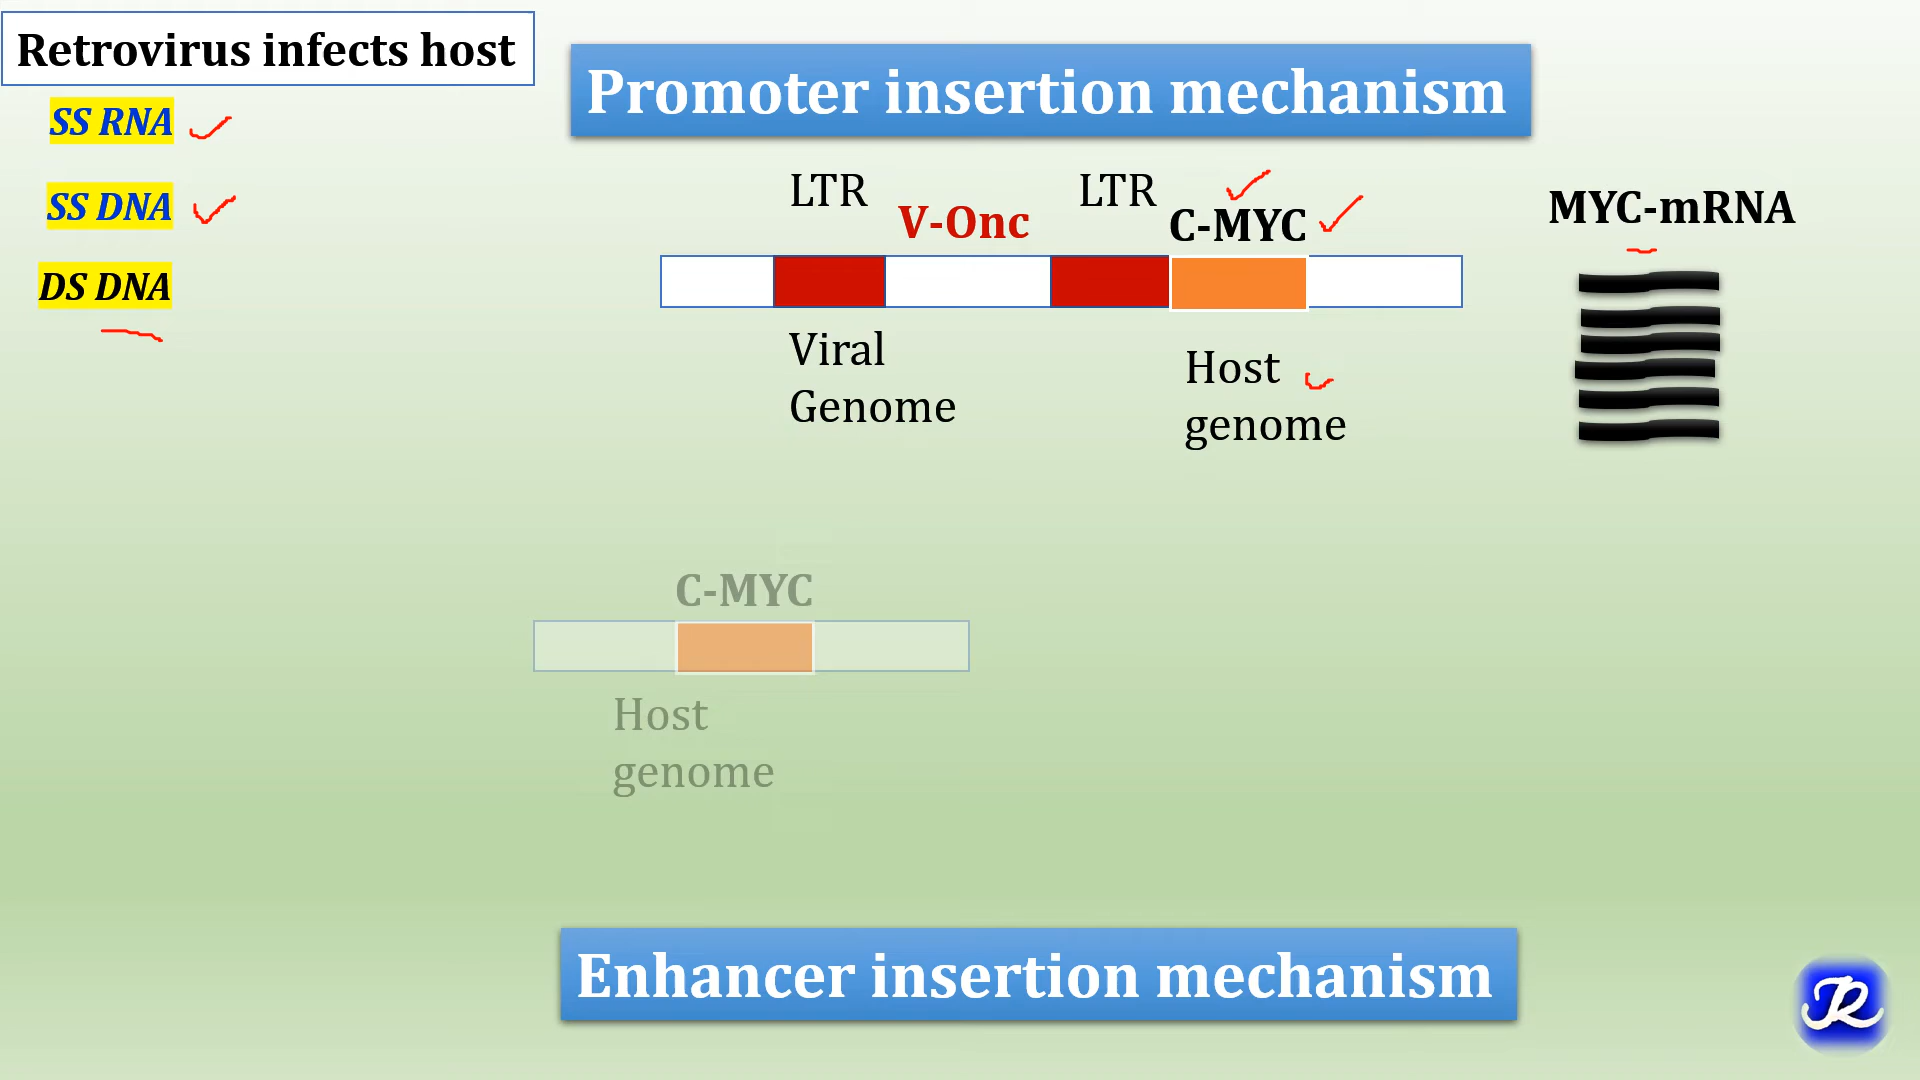 Retrovirus infects host
SS RNA
SS DNA
DS DNA
Promoter insertion mechanism
LTR
V-Onc
LTR
C-MYC
MYC-mRNA
Viral
Genome
Host
genome
C-MYC
Host
genome
Enhancer insertion mechanism
JR